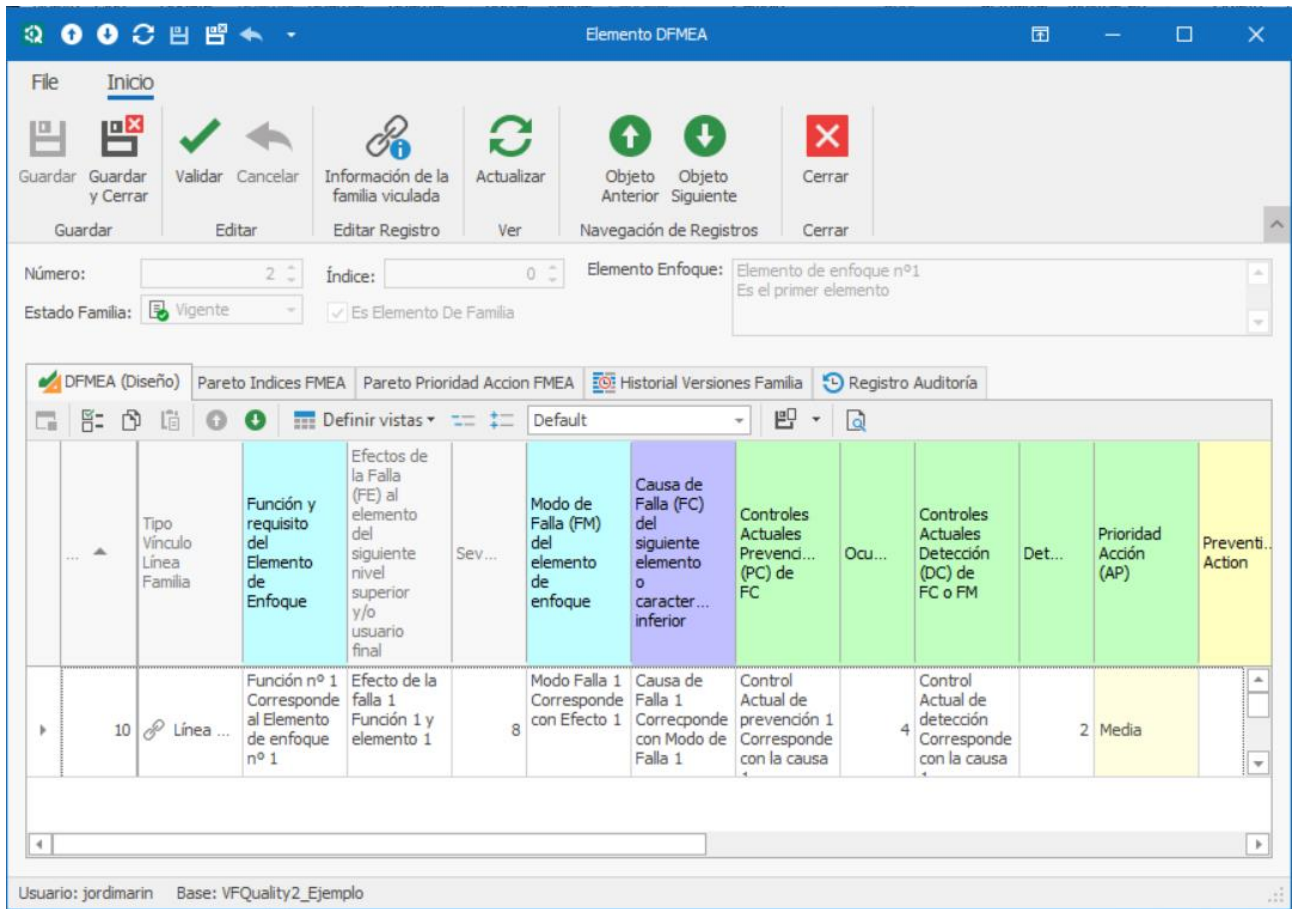 Elemento DFMEA
File Inicio
Guardar
Guardar y Cerrar
Validar
Cancelar
Información de la familia viculada
Actualizar
Objeto Anterior
Objeto Siguiente
Cerrar
Guardar
Editar
Editar Registro
Ver
Navegación de Registros
Cerrar
Número: 2
Índice: 0
Elemento Enfoque: Elemento de enfoque nº1
Es el primer elemento
Estado Familia: Vigente
Es Elemento De Familia
DFMEA (Diseño)
Pareto Indices FMEA
Pareto Prioridad Accion FMEA
Historial Versiones Familia
Registro Auditoría
Definir vistas
Default
...
Tipo Vínculo Línea Familia
Función y requisito del Elemento de Enfoque
Efectos de la Falla (FE) al elemento del siguiente nivel superior y/o usuario final
Sev...
Modo de Falla (FM) del elemento de enfoque
Causa de Falla (FC) del siguiente elemento o caracter... inferior
Controles Actuales Prevenci... (PC) de FC
Ocu...
Controles Actuales Detección (DC) de FC o FM
Det...
Prioridad Acción (AP)
Preventi... Action
10
Línea ...
Función nº 1 Corresponde al Elemento de enfoque nº 1
Efecto de la falla 1 Función 1 y elemento 1
8
Modo Falla 1 Corresponde con Efecto 1
Causa de Falla 1 Correcponde con Modo de Falla 1
Control Actual de prevención 1 Corresponde con la causa
4
Control Actual de detección Corresponde con la causa
2
Media
Usuario: jordimarin Base: VFQuality2_Ejemplo